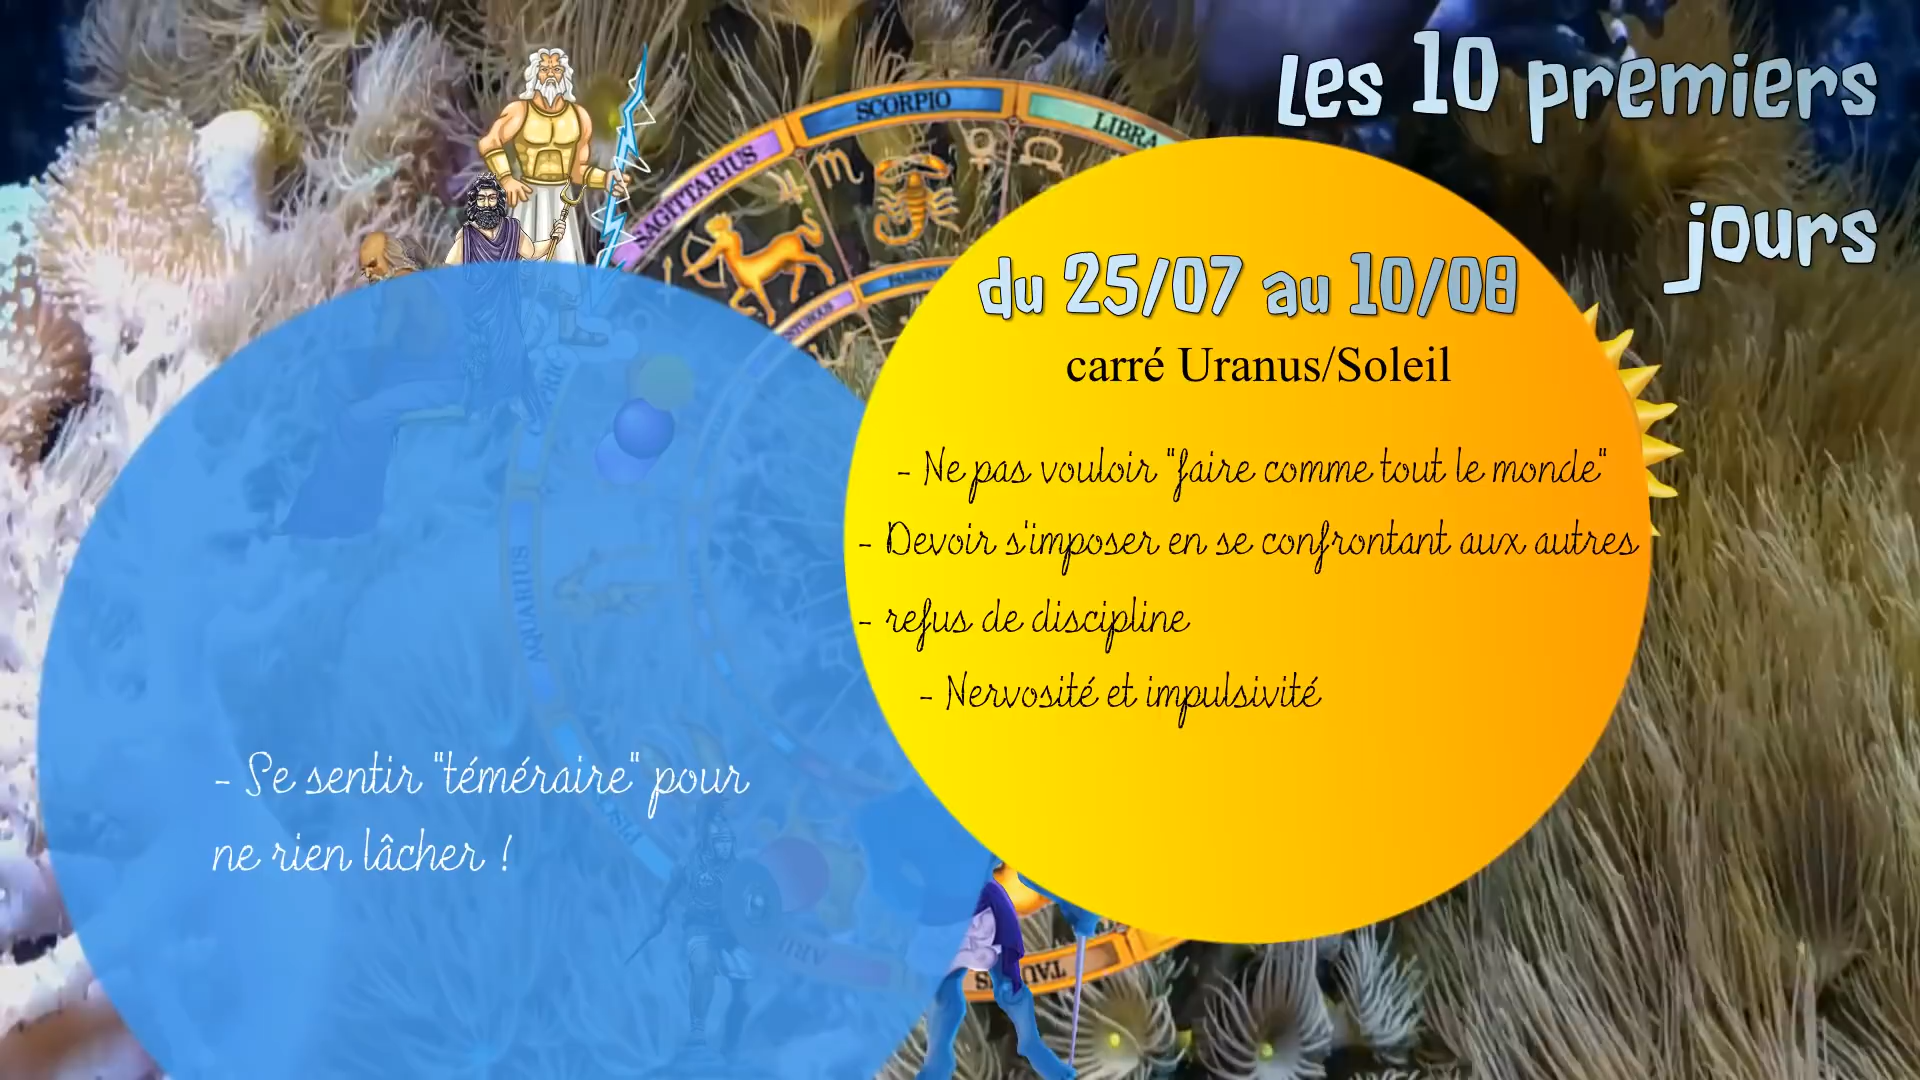 Les 10 premiers
jours
SCORPIO
LIBRA
SAGITTARIUS
du 25/07 au 10/08
carré Uranus/Soleil
- Ne pas vouloir "faire comme tout le monde"
- Devoir s'imposer en se confrontant aux autres
- refus de discipline
- Nervosité et impulsivité
AQUARIUS
- Se sentir "téméraire" pour
ne rien lâcher !